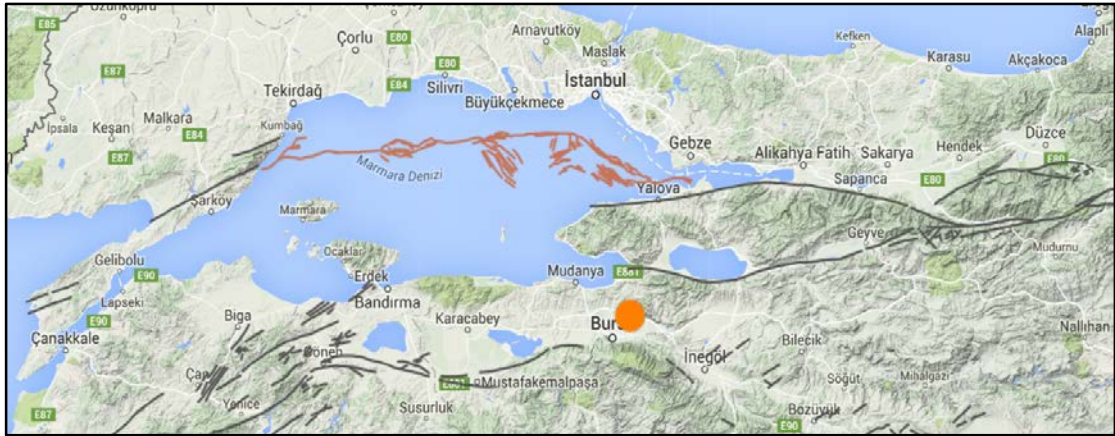 E85
Uzunköprü
Çorlu
E80
Arnavutköy
Maslak
Kefken
Karasu
Alaplı
Akçakoca
E87
E80
E84
Silivri
İstanbul
Büyükçekmece
Tekirdağ
İpsala
Keşan
Malkara
E84
Kumbağ
E87
Gebze
Alikahya Fatih
Sakarya
Hendek
Düzce
E80
Marmara Denizi
Sapanca
E80
Yalova
Şarköy
Marmara
Geyve
Mudurnu
Gelibolu
E90
Ocaklar
Erdek
Mudanya
E881
Lapseki
Bandırma
E90
Biga
Karacabey
Çanakkale
Bilecik
Nallıhan
İnegöl
Mustafakemalpaşa
Söğüt
Mihalgazi
Yenice
Susurluk
E87
Bozüyük
E90